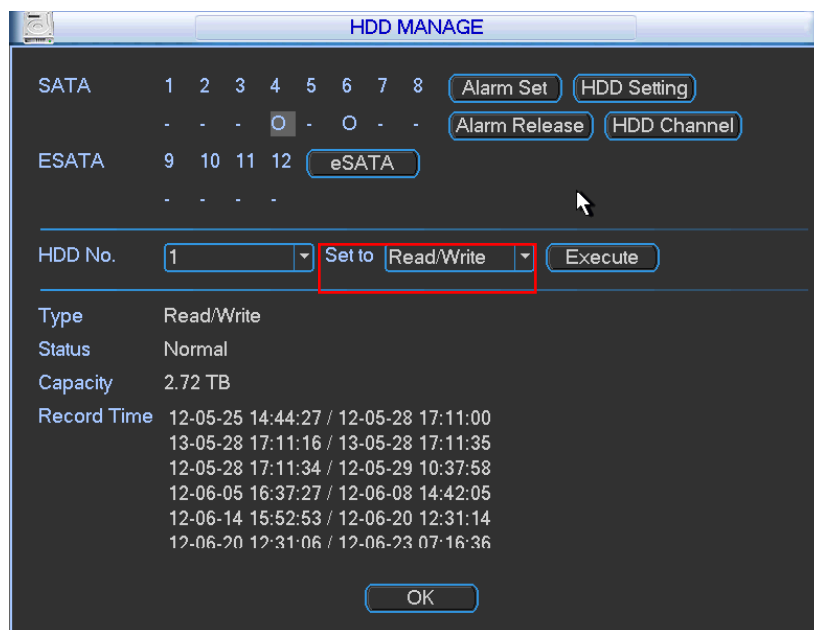 HDD MANAGE
SATA 1 2 3 4 5 6 7 8 Alarm Set HDD Setting
- - - O - O - - Alarm Release HDD Channel
ESATA 9 10 11 12 eSATA
- - - -
HDD No. 1 Set to Read/Write Execute
Type Read/Write
Status Normal
Capacity 2.72 TB
Record Time 12-05-25 14:44:27 / 12-05-28 17:11:00
13-05-28 17:11:16 / 13-05-28 17:11:35
12-05-28 17:11:34 / 12-05-29 10:37:58
12-06-05 16:37:27 / 12-06-08 14:42:05
12-06-14 15:52:53 / 12-06-20 12:31:14
12-06-20 12:31:06 / 12-06-23 07:16:36
OK